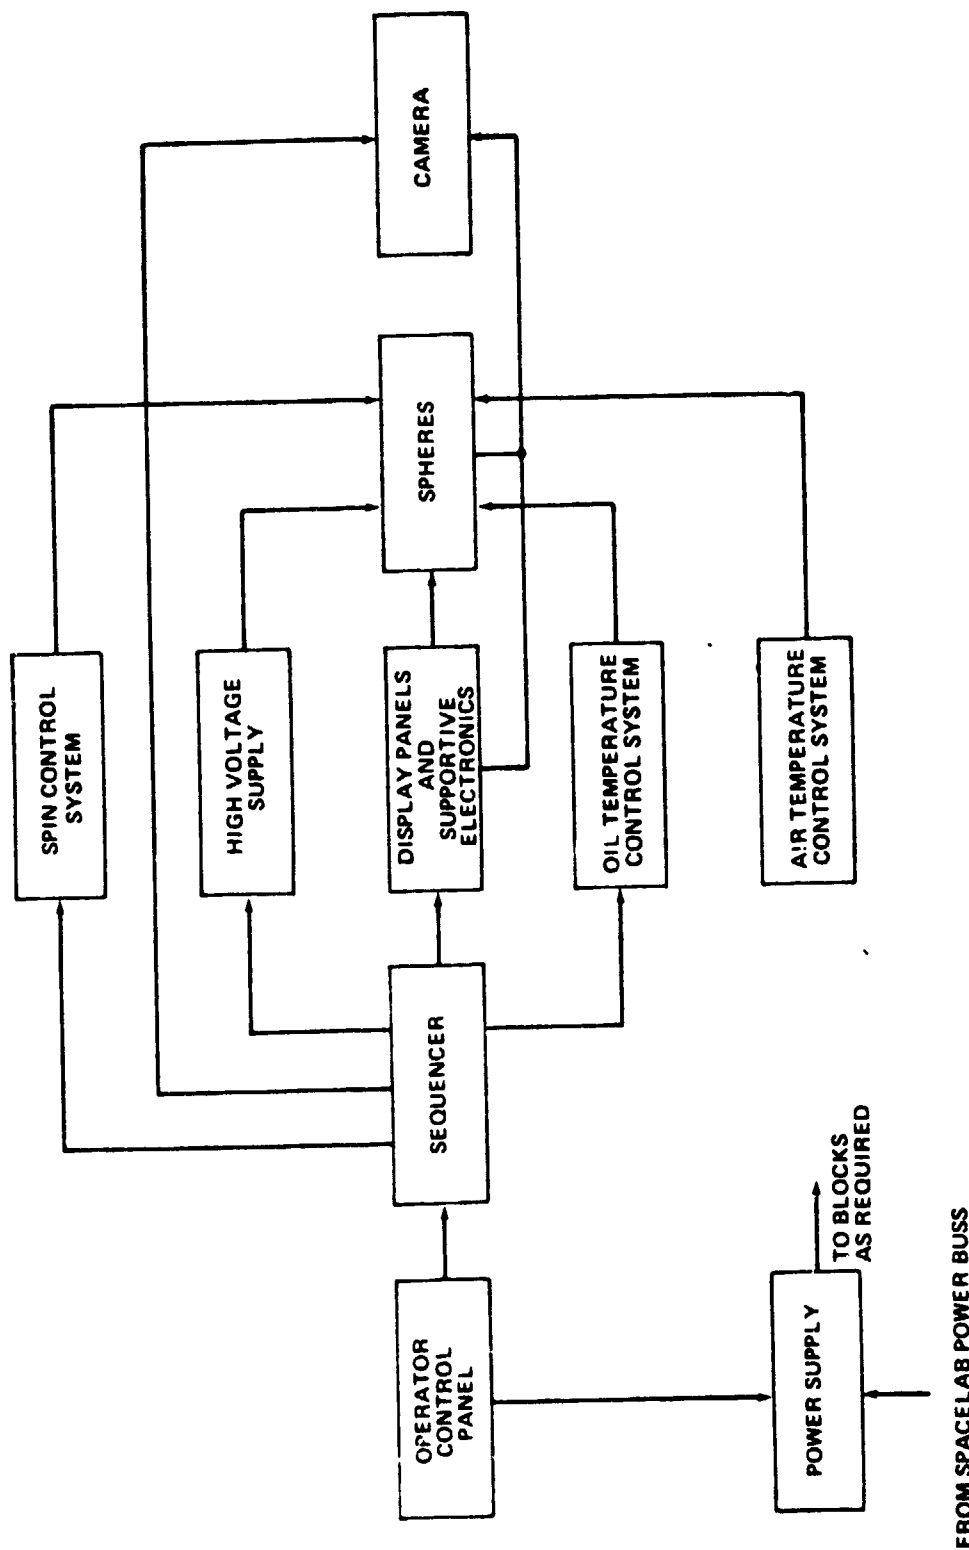 SPIN CONTROL
SYSTEM
HIGH VOLTAGE
SUPPLY
CAMERA
OPERATOR
CONTROL
PANEL
SEQUENCER
DISPLAY PANELS
AND
SUPPORTIVE
ELECTRONICS
SPHERES
OIL TEMPERATURE
CONTROL SYSTEM
POWER SUPPLY
TO BLOCKS
AS REQUIRED
AIR TEMPERATURE
CONTROL SYSTEM
FROM SPACELAB POWER BUSS